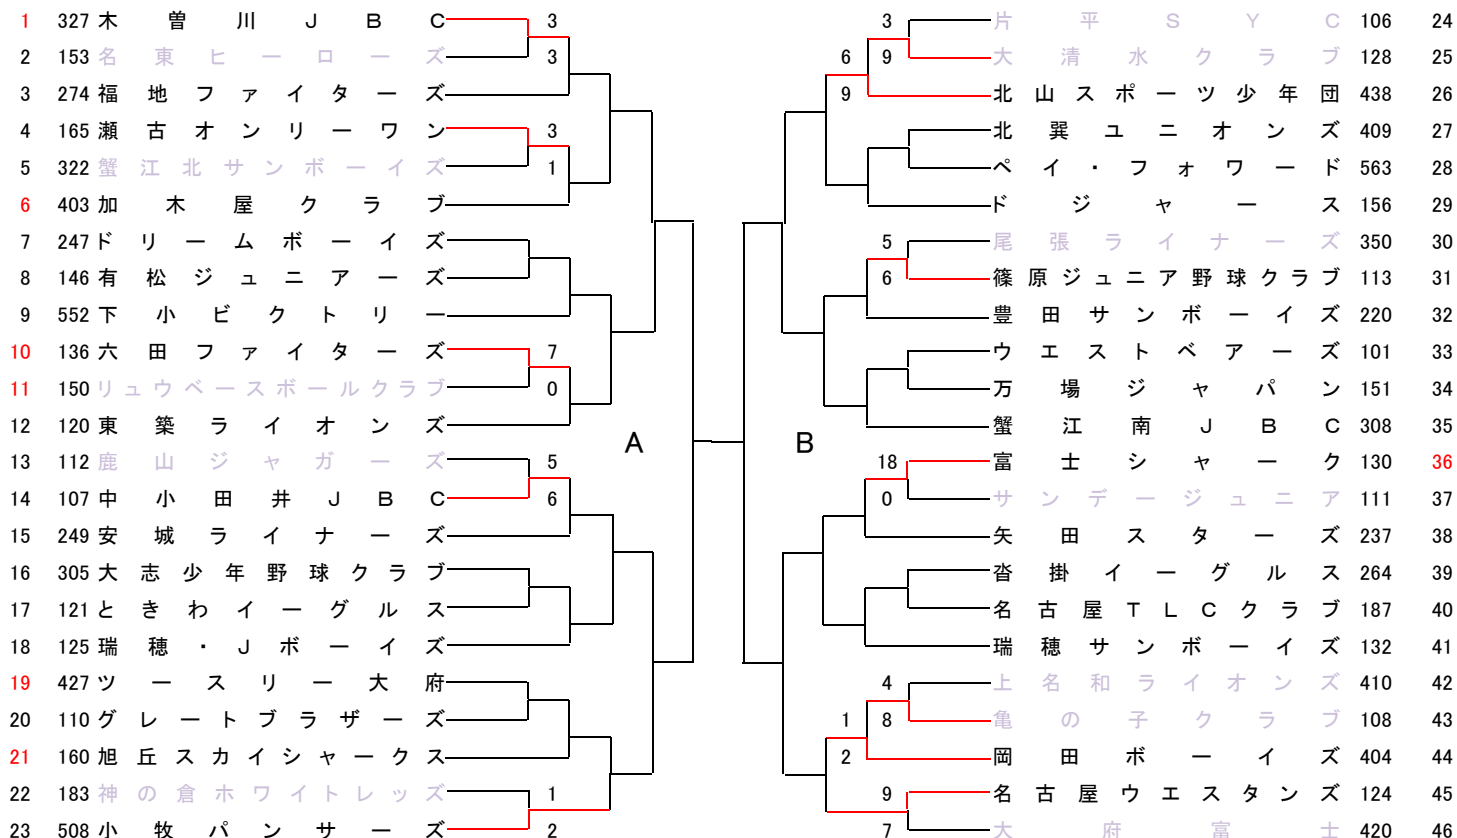 1 327 木曽川JBC 3
2 153 名東ヒーローズ 3
3 274 福地ファイターズ
4 165 瀬古オンリーワン 3
5 322 蟹江北サンボーイズ 1
6 403 加木屋クラブ
7 247 ドリームボーイズ
8 146 有松ジュニアーズ
9 552 下小ビクトリー
10 136 六田ファイターズ 7
11 150 リュウベースボールクラブ 0
12 120 東築ライオンズ
A
13 112 鹿山ジャガーズ 5
14 107 中小田井JBC 6
15 249 安城ライナーズ
16 305 大志少年野球クラブ
17 121 ときわイーグルス
18 125 瑞穂・Jボーイズ
19 427 ツースリー大府
20 110 グレートブラザーズ
21 160 旭丘スカイシャークス
22 183 神の倉ホワイトレッズ 1
23 508 小牧パンサーズ 2
3 片平SYC 106 24
6 9 大清水クラブ 128 25
9 北山スポーツ少年団 438 26
北巽ユニオンズ 409 27
ペイ・フォワード 563 28
ドジャース 156 29
5 尾張ライナーズ 350 30
6 篠原ジュニア野球クラブ 113 31
豊田サンボーイズ 220 32
ウエストベアーズ 101 33
万場ジャパン 151 34
蟹江南JBC 308 35
B
18 富士シャーク 130 36
0 サンデージュニア 111 37
矢田スターズ 237 38
沓掛イーグルス 264 39
名古屋TLCクラブ 187 40
瑞穂サンボーイズ 132 41
4 上名和ライオンズ 410 42
1 8 亀の子クラブ 108 43
2 岡田ボーイズ 404 44
9 名古屋ウエスタンズ 124 45
7 大府富士 420 46